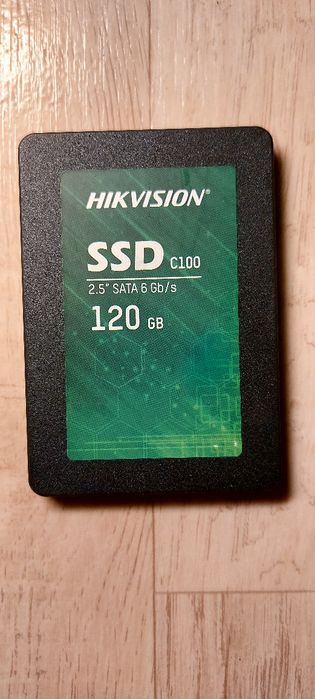 HIKVISION®
SSD C100
2.5" SATA 6 Gb/s
120 GB